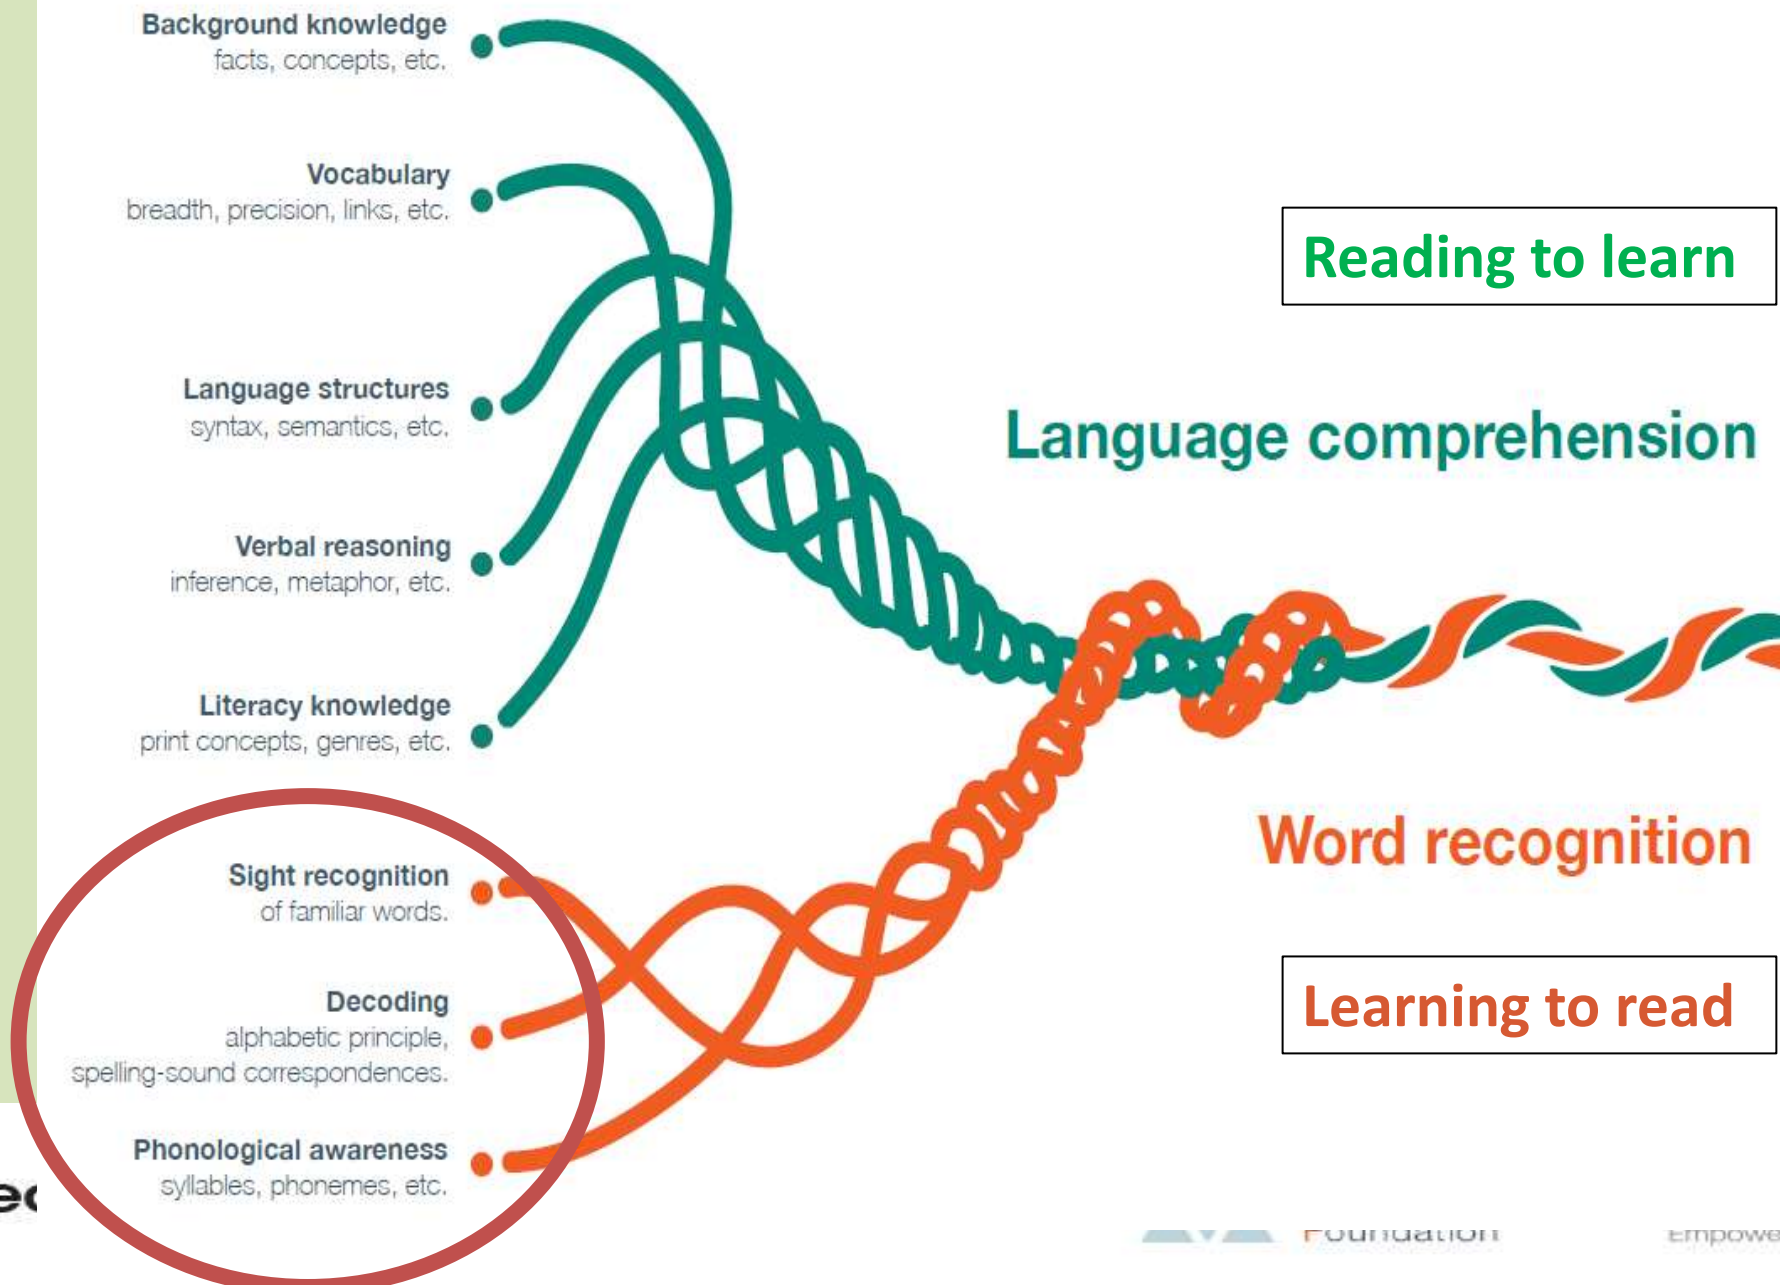 Background knowledge
facts, concepts, etc.
Vocabulary
breadth, precision, links, etc.
Reading to learn
Language structures
syntax, semantics, etc.
Language comprehension
Verbal reasoning
inference, metaphor, etc.
Literacy knowledge
print concepts, genres, etc.
Word recognition
Sight recognition
of familiar words.
Decoding
alphabetic principle,
spelling-sound correspondences.
Learning to read
Phonological awareness
syllables, phonemes, etc.
Foundation